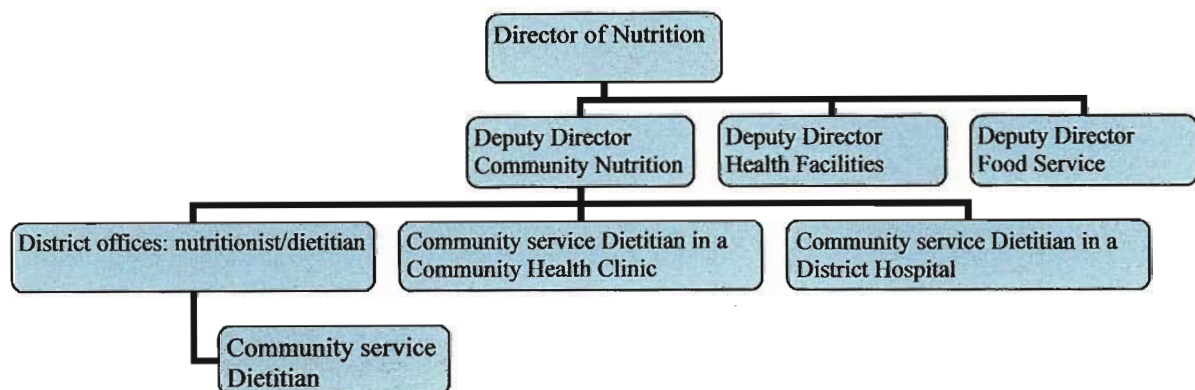 Director of Nutrition
Deputy Director
Community Nutrition
Deputy Director
Health Facilities
Deputy Director
Food Service
District offices: nutritionist/dietitian
Community service Dietitian in a
Community Health Clinic
Community service Dietitian in a
District Hospital
Community service
Dietitian